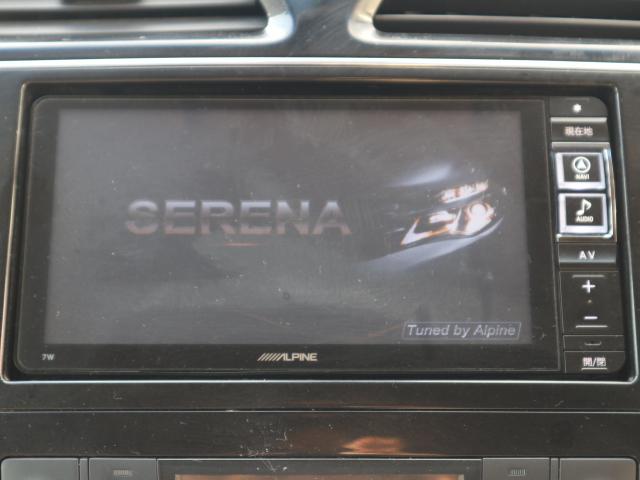 現在地
NAVI
AUDIO
AV
+
−
開/閉
SERENA
Tuned by Alpine
7W
ALPINE